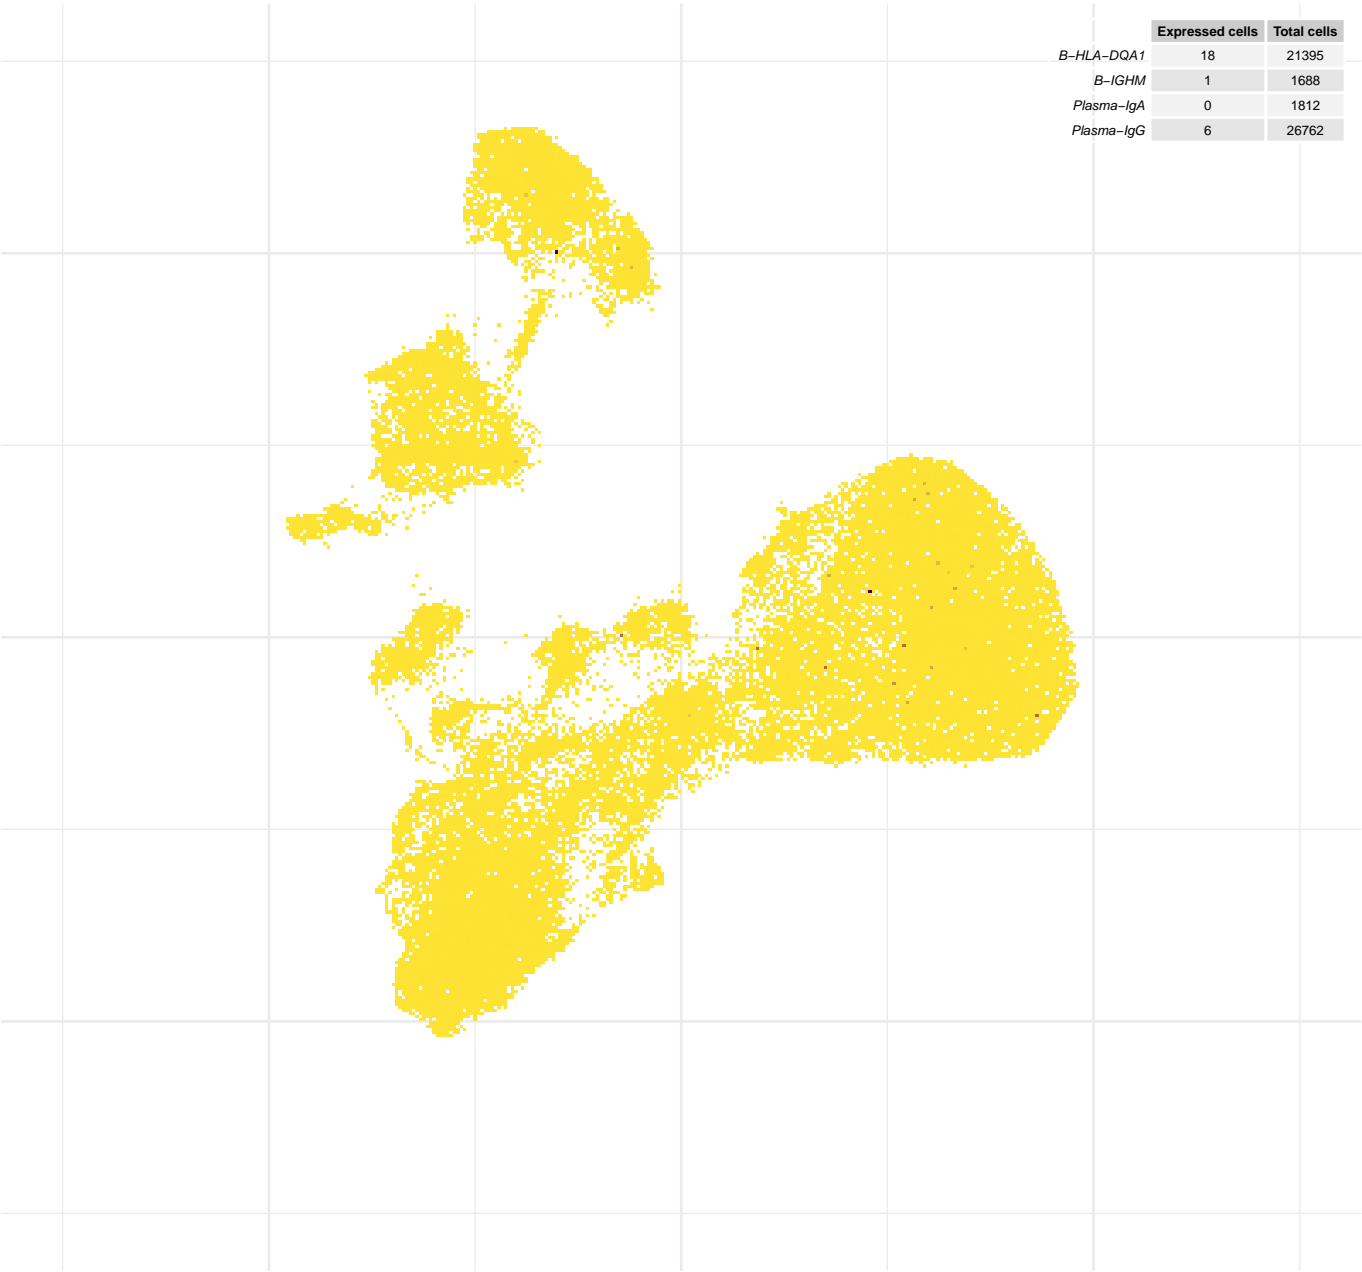 Expressed cells Total cells
B−HLA−DQA1 18 21395
B−IGHM 1 1688
Plasma−IgA 0 1812
Plasma−IgG 6 26762